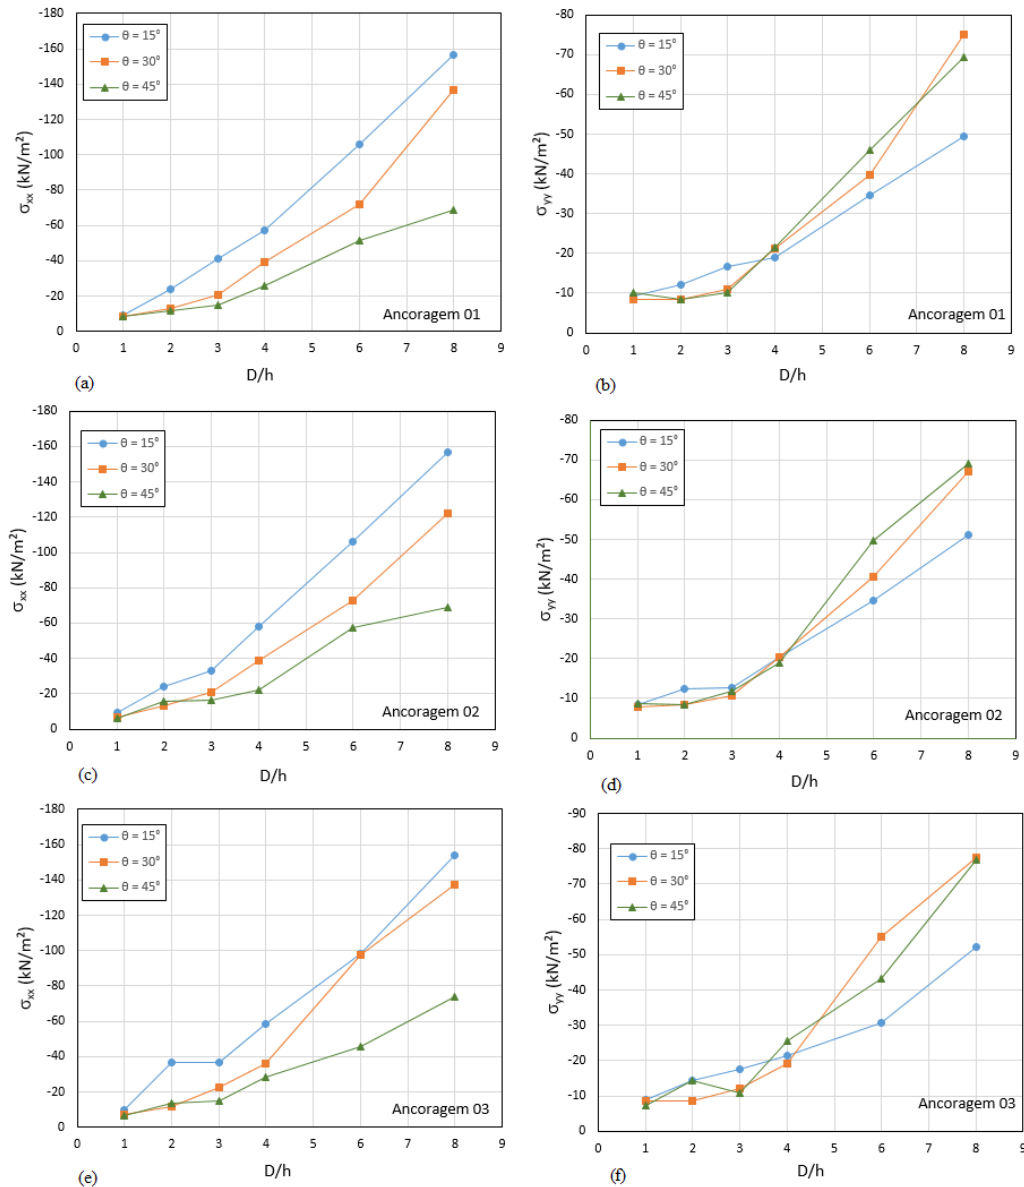 -180
-160
-140
-120
-100
-80
-60
-40
-20
0
σxx (kN/m²)
θ = 15°
θ = 30°
θ = 45°
Ancoragem 01
0 1 2 3 4 5 6 7 8 9
D/h
(a)
-80
-70
-60
-50
-40
-30
-20
-10
0
σyy (kN/m²)
θ = 15°
θ = 30°
θ = 45°
Ancoragem 01
0 1 2 3 4 5 6 7 8 9
D/h
(b)
-180
-160
-140
-120
-100
-80
-60
-40
-20
0
σxx (kN/m²)
θ = 15°
θ = 30°
θ = 45°
Ancoragem 02
0 1 2 3 4 5 6 7 8 9
D/h
(c)
-80
-70
-60
-50
-40
-30
-20
-10
0
σyy (kN/m²)
θ = 15°
θ = 30°
θ = 45°
Ancoragem 02
0 1 2 3 4 5 6 7 8 9
D/h
(d)
-180
-160
-140
-120
-100
-80
-60
-40
-20
0
σxx (kN/m²)
θ = 15°
θ = 30°
θ = 45°
Ancoragem 03
0 1 2 3 4 5 6 7 8 9
D/h
(e)
-90
-80
-70
-60
-50
-40
-30
-20
-10
0
σyy (kN/m²)
θ = 15°
θ = 30°
θ = 45°
Ancoragem 03
0 1 2 3 4 5 6 7 8 9
D/h
(f)